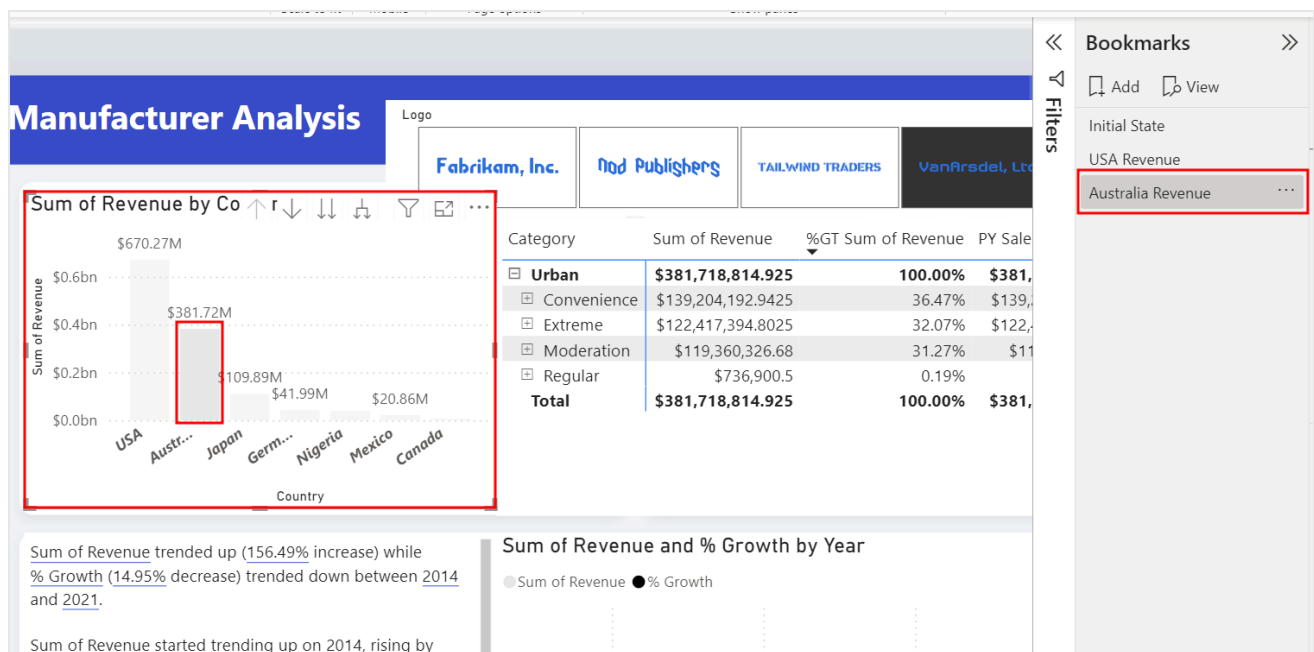 Bookmarks
Add View
Initial State
USA Revenue
Australia Revenue
Filters
Manufacturer Analysis
Logo
Fabrikam, Inc.
Nod Publishers
TAILWIND TRADERS
VanArsdel, Ltd
Sum of Revenue by Co r
$670.27M
$381.72M
$109.89M
$41.99M
$20.86M
$0.6bn
$0.4bn
$0.2bn
$0.0bn
Sum of Revenue
USA Austr... Japan Germ... Nigeria Mexico Canada
Country
Category Sum of Revenue %GT Sum of Revenue PY Sale
Urban $381,718,814.925 100.00% $381,
Convenience $139,204,192.9425 36.47% $139,
Extreme $122,417,394.8025 32.07% $122,
Moderation $119,360,326.68 31.27% $11
Regular $736,900.5 0.19%
Total $381,718,814.925 100.00% $381,
Sum of Revenue trended up (156.49% increase) while
% Growth (14.95% decrease) trended down between 2014
and 2021.
Sum of Revenue started trending up on 2014, rising by
Sum of Revenue and % Growth by Year
Sum of Revenue % Growth